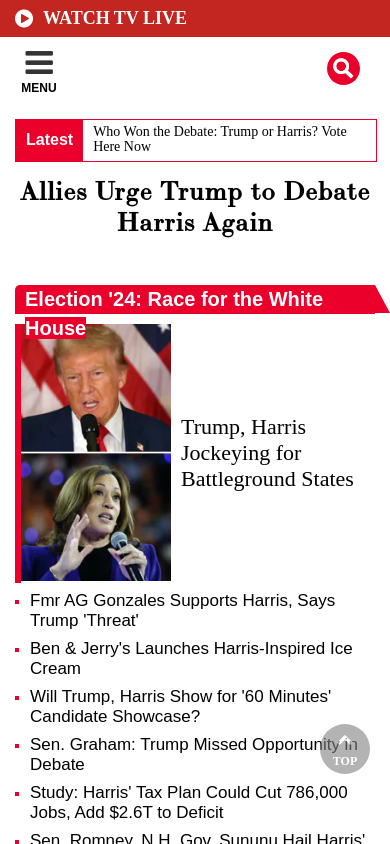 WATCH TV LIVE
MENU
Latest
Who Won the Debate: Trump or Harris? Vote
Here Now
Allies Urge Trump to Debate
Harris Again
Election '24: Race for the White
House
Trump, Harris
Jockeying for
Battleground States
Fmr AG Gonzales Supports Harris, Says
Trump 'Threat'
Ben & Jerry's Launches Harris-Inspired Ice
Cream
Will Trump, Harris Show for '60 Minutes'
Candidate Showcase?
Sen. Graham: Trump Missed Opportunity in
Debate
TOP
Study: Harris' Tax Plan Could Cut 786,000
Jobs, Add $2.6T to Deficit
Sen. Romney, N.H. Gov. Sununu Hail Harris'